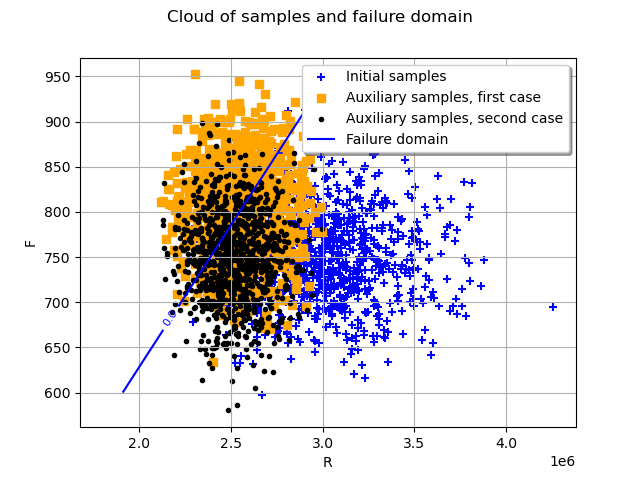 Cloud of samples and failure domain
Initial samples
Auxiliary samples, first case
Auxiliary samples, second case
Failure domain
950
900
850
800
750
700
650
600
F
2.0
2.5
3.0
3.5
4.0
R
1e6